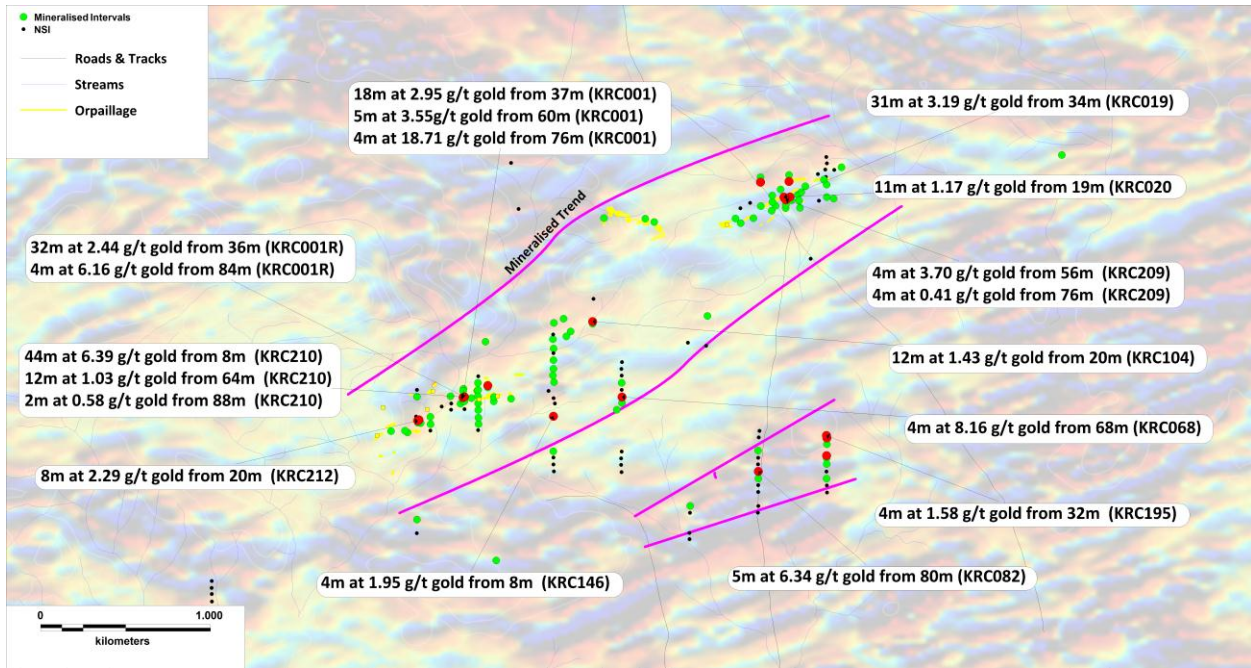 Mineralised Intervals
NSI
Roads & Tracks
Streams
Orpaillage
18m at 2.95 g/t gold from 37m (KRC001)
5m at 3.55g/t gold from 60m (KRC001)
4m at 18.71 g/t gold from 76m (KRC001)
31m at 3.19 g/t gold from 34m (KRC019)
11m at 1.17 g/t gold from 19m (KRC020
Mineralised Trend
32m at 2.44 g/t gold from 36m (KRC001R)
4m at 6.16 g/t gold from 84m (KRC001R)
4m at 3.70 g/t gold from 56m (KRC209)
4m at 0.41 g/t gold from 76m (KRC209)
44m at 6.39 g/t gold from 8m (KRC210)
12m at 1.03 g/t gold from 64m (KRC210)
2m at 0.58 g/t gold from 88m (KRC210)
12m at 1.43 g/t gold from 20m (KRC104)
4m at 8.16 g/t gold from 68m (KRC068)
8m at 2.29 g/t gold from 20m (KRC212)
4m at 1.58 g/t gold from 32m (KRC195)
4m at 1.95 g/t gold from 8m (KRC146)
5m at 6.34 g/t gold from 80m (KRC082)
0 1.000
kilometers